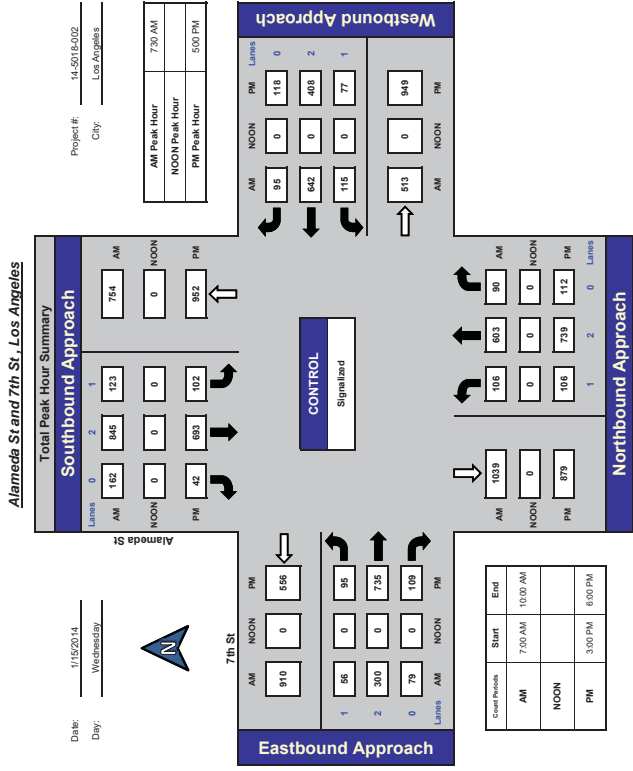 Alameda St and 7th St , Los Angeles
Date: 1/15/2014
Day: Wednesday
Project #: 14-5018-002
City: Los Angeles
N
AM Peak Hour 730 AM
NOON Peak Hour
PM Peak Hour 500 PM
Total Peak Hour Summary
Southbound Approach
Lanes 0 2 1
AM 162 845 123 754 AM
NOON 0 0 0 0 NOON
PM 42 693 102 952 PM
Alameda St
7th St
AM NOON PM
910 0 556
1 56 0 95
2 300 0 735
0 79 0 109
Lanes AM NOON PM
Eastbound Approach
CONTROL
Signalized
AM NOON PM Lanes
95 0 118 0
642 0 408 2
115 0 77 1
513 0 949
AM NOON PM
Westbound Approach
AM 1039 106 603 90 AM
NOON 0 0 0 0 NOON
PM 879 106 739 112 PM
1 2 0 Lanes
Northbound Approach
Count Periods Start End
AM 7:00 AM 10:00 AM
NOON
PM 3:00 PM 6:00 PM